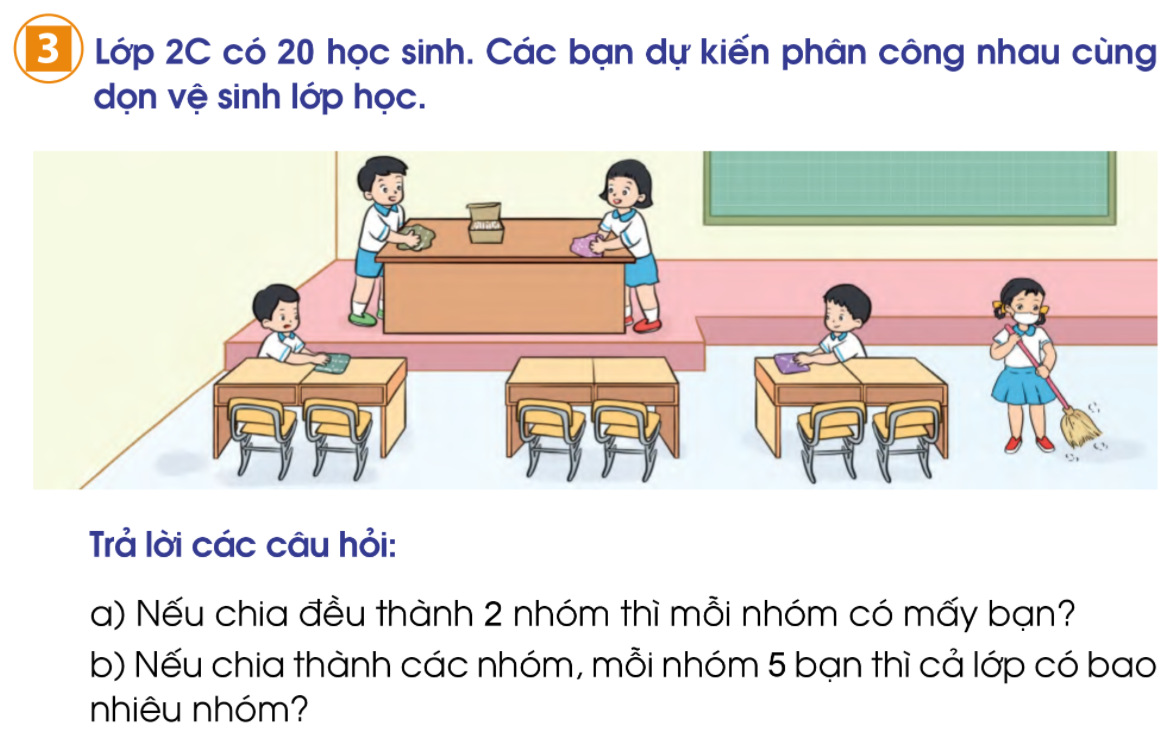 3 Lớp 2C có 20 học sinh. Các bạn dự kiến phân công nhau cùng
dọn vệ sinh lớp học.
Trả lời các câu hỏi:
a) Nếu chia đều thành 2 nhóm thì mỗi nhóm có mấy bạn?
b) Nếu chia thành các nhóm, mỗi nhóm 5 bạn thì cả lớp có bao
nhiêu nhóm?